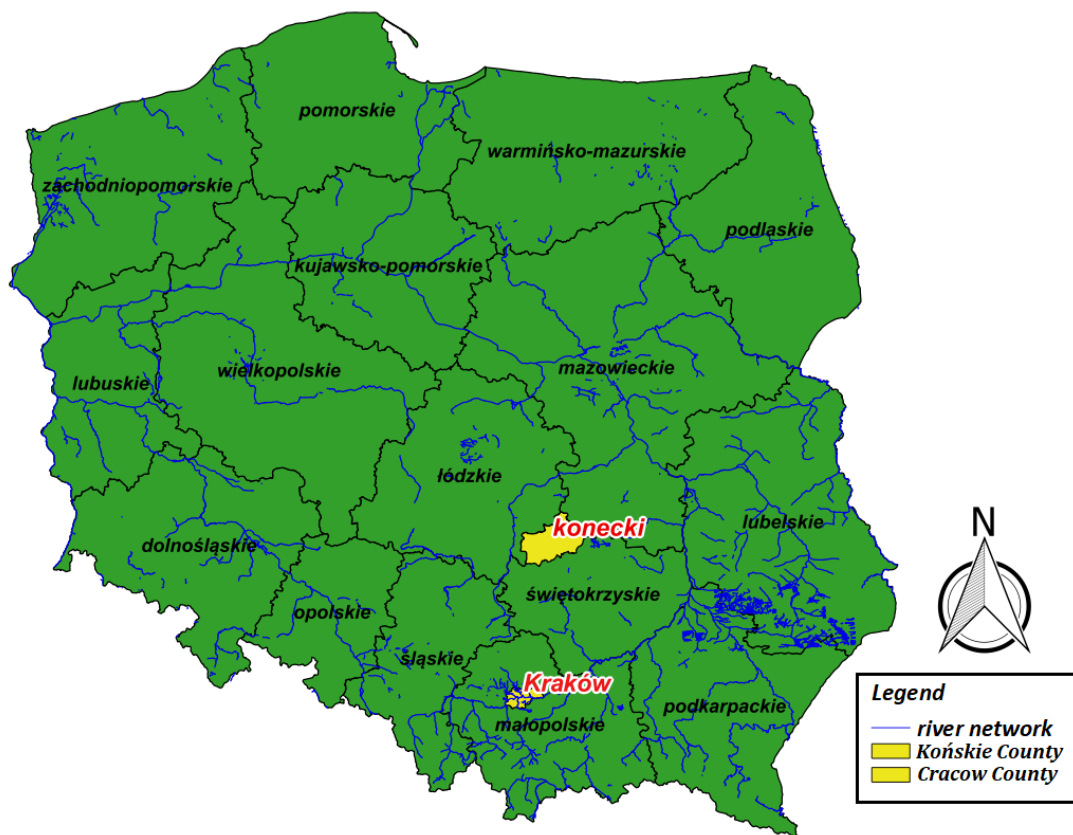 pomorskie
warmińsko-mazurskie
zachodniopomorskie
podlaskie
kujawsko-pomorskie
wielkopolskie
mazowieckie
lubuskie
łódzkie
konecki
lubelskie
dolnośląskie
N
świętokrzyskie
opolskie
śląskie
Kraków
podkarpackie
małopolskie
Legend
river network
Końskie County
Cracow County